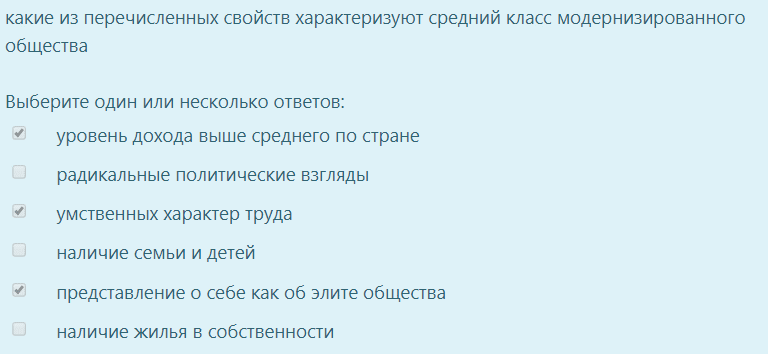 какие из перечисленных свойств характеризуют средний класс модернизированного
общества
Выберите один или несколько ответов:
уровень дохода выше среднего по стране
радикальные политические взгляды
умственных характер труда
наличие семьи и детей
представление о себе как об элите общества
наличие жилья в собственности